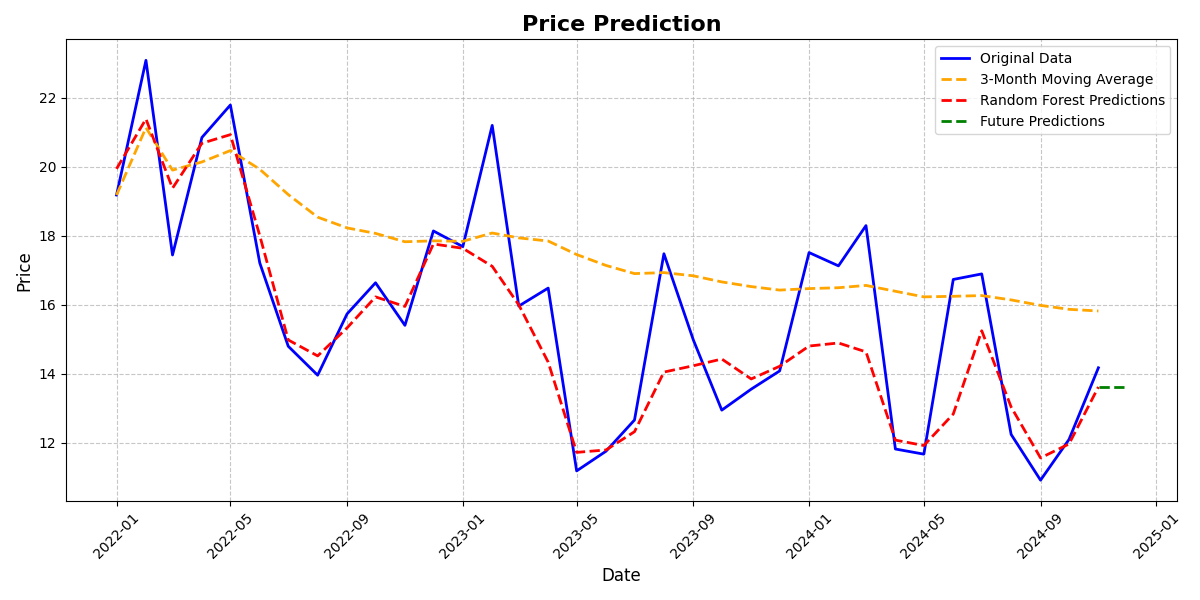 Price Prediction
Original Data
3-Month Moving Average
Random Forest Predictions
Future Predictions
Price
22
20
18
16
14
12
2022-01
2022-05
2022-09
2023-01
2023-05
2023-09
2024-01
2024-05
2024-09
2025-01
Date